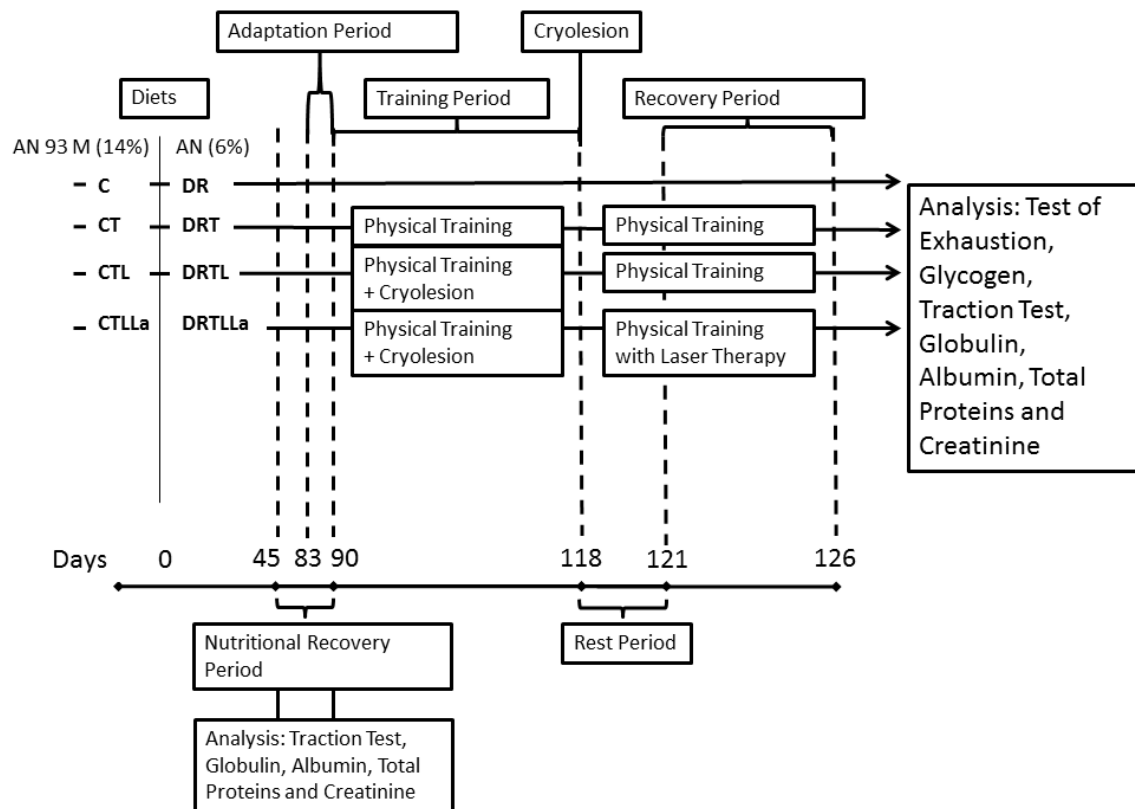 Adaptation Period
Cryolesion
Diets
Training Period
Recovery Period
AN 93 M (14%)
AN (6%)
C
DR
CT
DRT
Physical Training
Physical Training
CTL
DRTL
Physical Training
+ Cryolesion
Physical Training
CTLLa
DRTLLa
Physical Training
+ Cryolesion
Physical Training
with Laser Therapy
Analysis: Test of
Exhaustion,
Glycogen,
Traction Test,
Globulin,
Albumin, Total
Proteins and
Creatinine
Days 0 45 83 90 118 121 126
Nutritional Recovery
Period
Rest Period
Analysis: Traction Test,
Globulin, Albumin, Total
Proteins and Creatinine